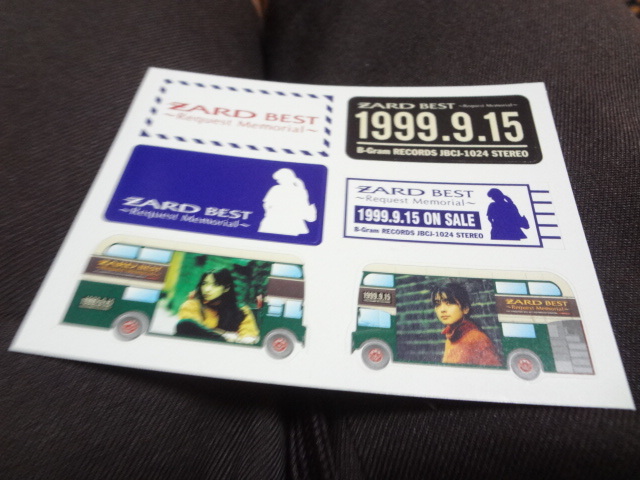 ZARD BEST
~Request Memorial~
ZARD BEST ~Request Memorial~
1999.9.15
B-Gram RECORDS JBCJ-1024 STEREO
ZARD BEST
~Request Memorial~
ZARD BEST
~Request Memorial~
1999.9.15 ON SALE
B-Gram RECORDS JBCJ-1024 STEREO
ZARD BEST
1999.9.15
ZARD BEST
~Request Memorial~